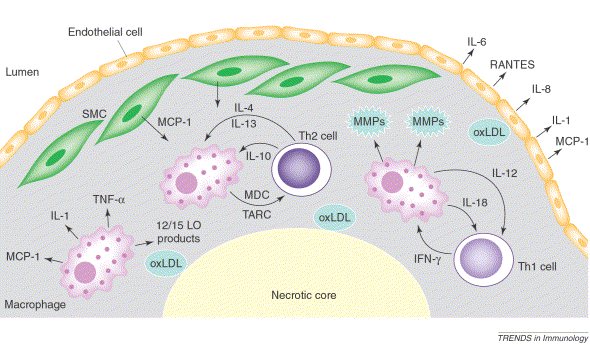 Endothelial cell
Lumen
IL-6
RANTES
IL-8
IL-1
MCP-1
SMC
MCP-1
IL-4
IL-13
Th2 cell
IL-10
MDC
TARC
MMPs
MMPs
oxLDL
IL-12
IL-18
IFN-γ
Th1 cell
TNF-α
IL-1
12/15 LO
products
MCP-1
oxLDL
oxLDL
Macrophage
Necrotic core
TRENDS in Immunology